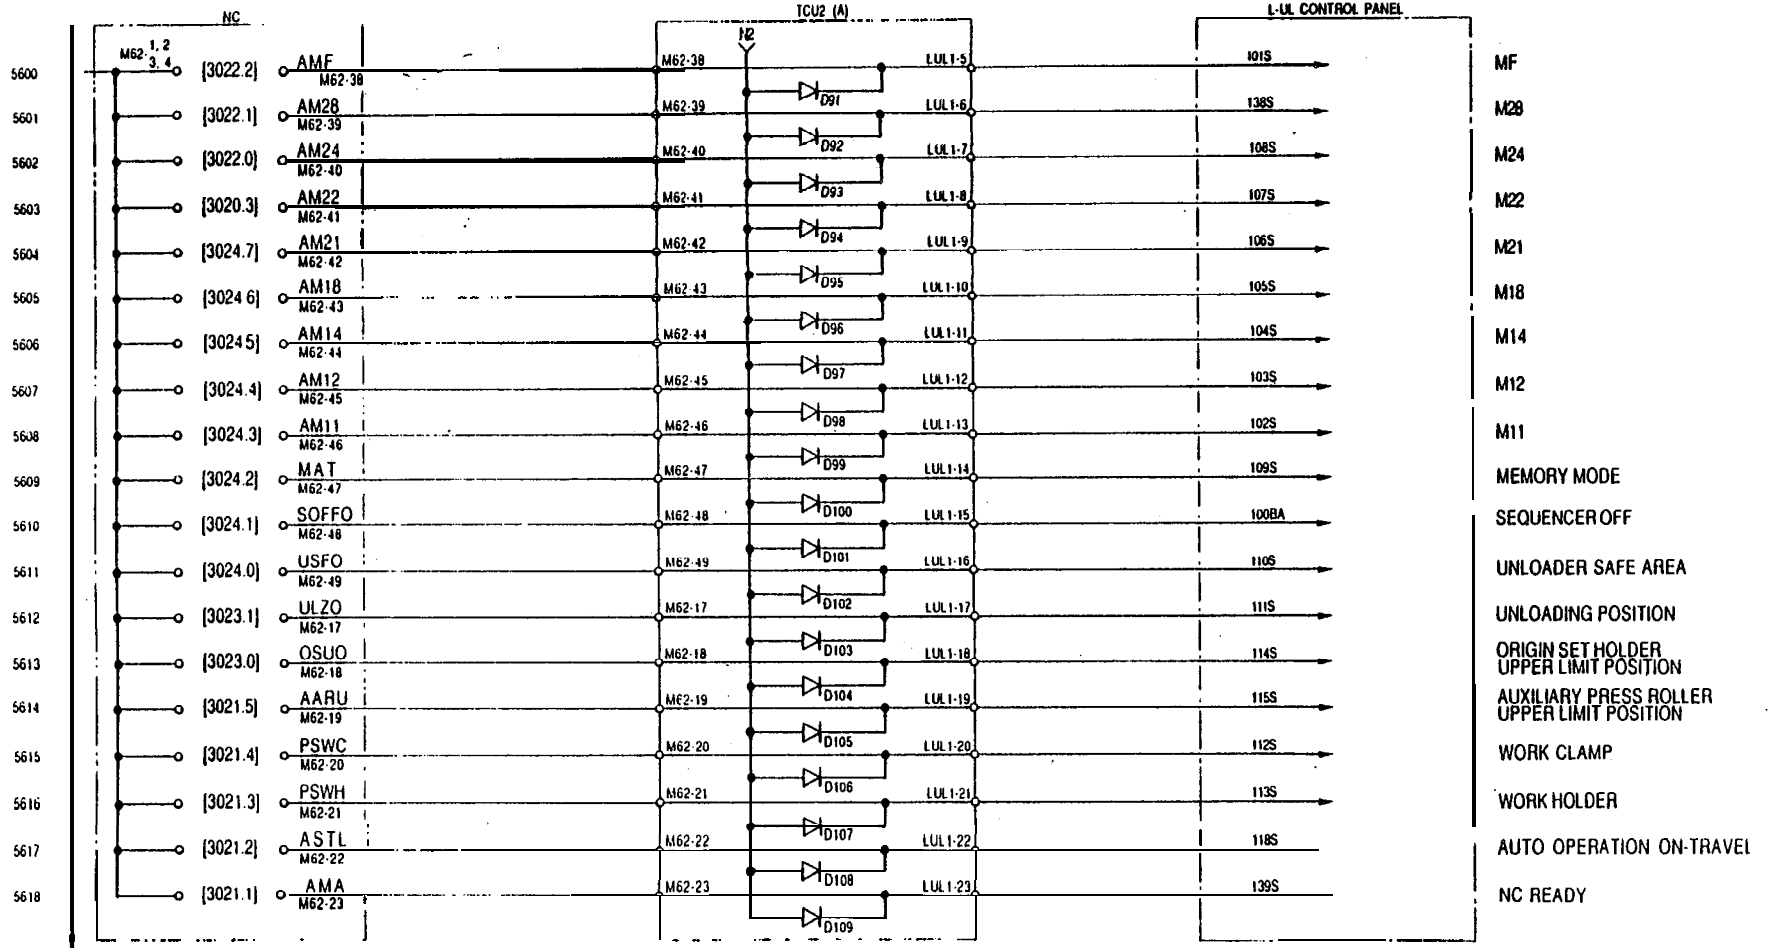 NC
TCU2 (A)
L-UL CONTROL PANEL
N2
M62- 1, 2
3, 4
5600 [3022.2] AMF M62-38 M62-38 D91 LUL1-5 101S MF
5601 [3022.1] AM28 M62-39 M62-39 D92 LUL1-6 138S M28
5602 [3022.0] AM24 M62-40 M62-40 D93 LUL1-7 108S M24
5603 [3020.3] AM22 M62-41 M62-41 D94 LUL1-8 107S M22
5604 [3024.7] AM21 M62-42 M62-42 D95 LUL1-9 106S M21
5605 [3024 6] AM18 M62-43 M62-43 D96 LUL1-10 105S M18
5606 [3024 5] AM14 M62-44 M62-44 D97 LUL1-11 104S M14
5607 [3024.4] AM12 M62-45 M62-45 D98 LUL1-12 103S M12
5608 [3024.3] AM11 M62-46 M62-46 D99 LUL1-13 102S M11
5609 [3024.2] MAT M62-47 M62-47 D100 LUL1-14 109S MEMORY MODE
5610 [3024.1] SOFFO M62-48 M62-48 D101 LUL1-15 100BA SEQUENCER OFF
5611 [3024.0] USFO M62-49 M62-49 D102 LUL1-16 110S UNLOADER SAFE AREA
5612 [3023.1] ULZO M62-17 M62-17 D103 LUL1-17 111S UNLOADING POSITION
5613 [3023.0] OSUO M62-18 M62-18 D104 LUL1-18 114S ORIGIN SET HOLDER
UPPER LIMIT POSITION
5614 [3021.5] AARU M62-19 M62-19 D105 LUL1-19 115S AUXILIARY PRESS ROLLER
UPPER LIMIT POSITION
5615 [3021.4] PSWC M62-20 M62-20 D106 LUL1-20 112S WORK CLAMP
5616 [3021.3] PSWH M62-21 M62-21 D107 LUL1-21 113S WORK HOLDER
5617 [3021.2] ASTL M62-22 M62-22 D108 LUL1-22 118S AUTO OPERATION ON-TRAVEL
5618 [3021.1] AMA M62-23 M62-23 D109 LUL1-23 139S NC READY